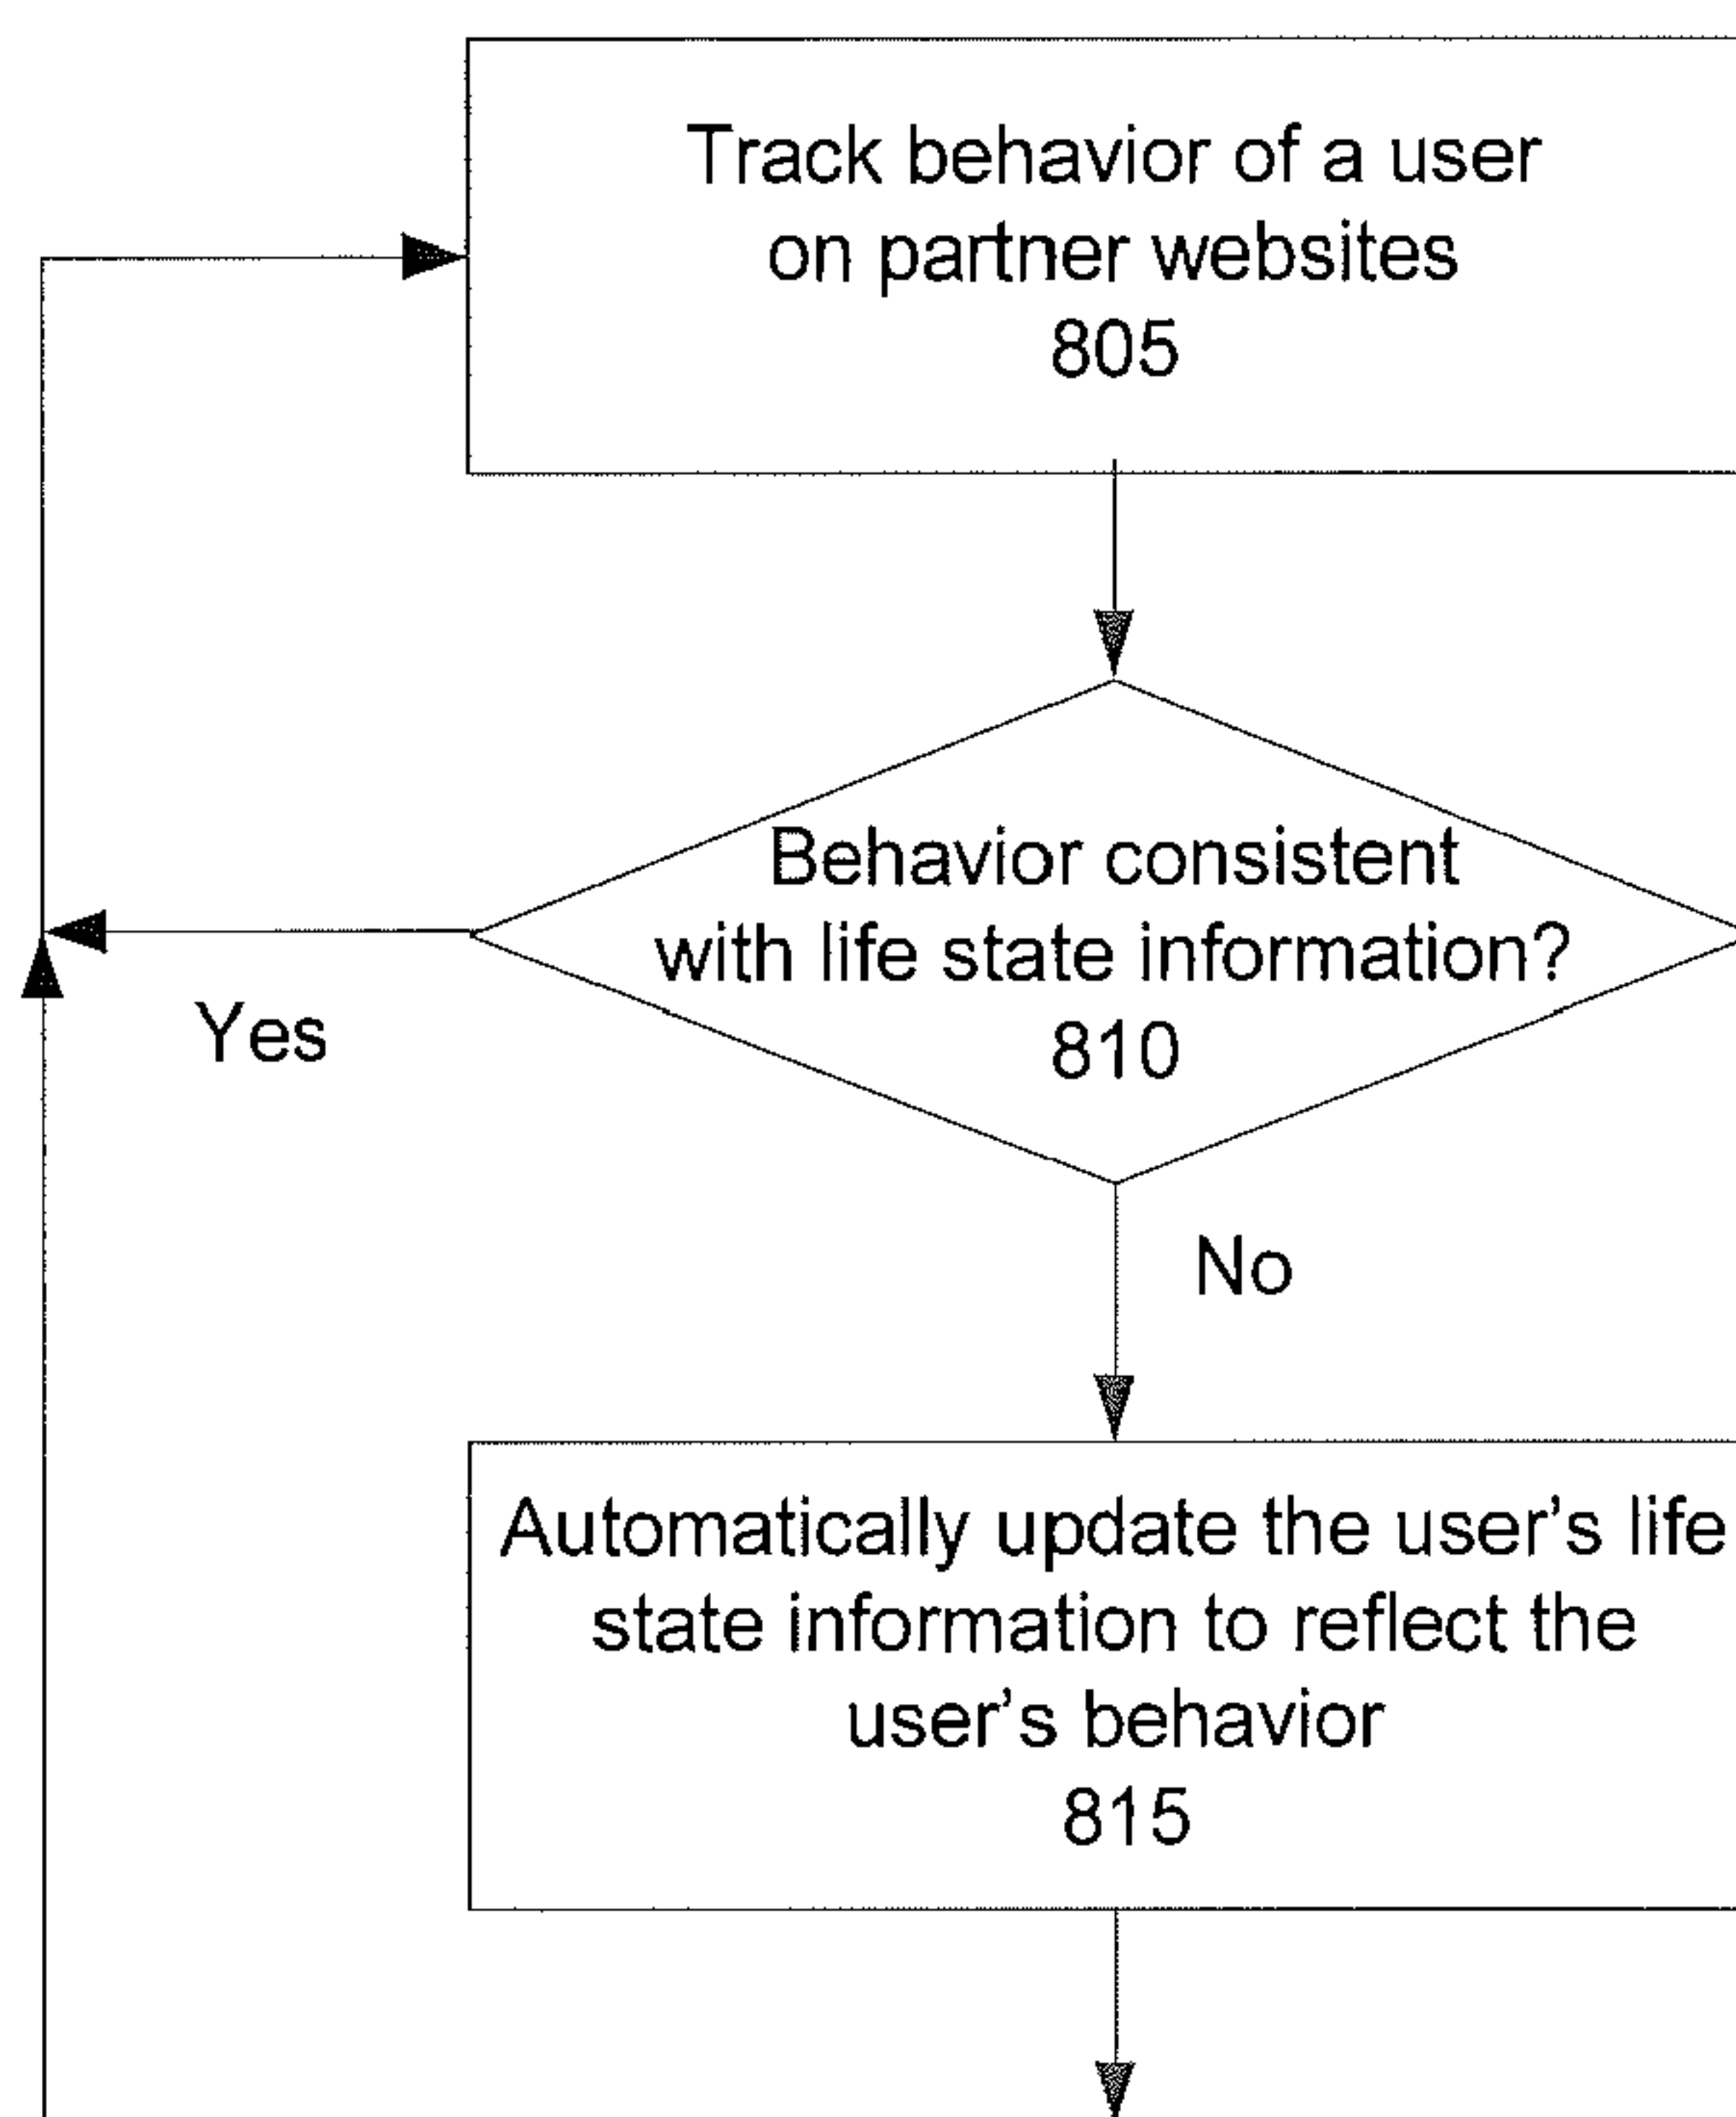 Track behavior of a user
on partner websites
805
Behavior consistent
with life state information?
810
Yes
No
Automatically update the user's life
state information to reflect the
user's behavior
815